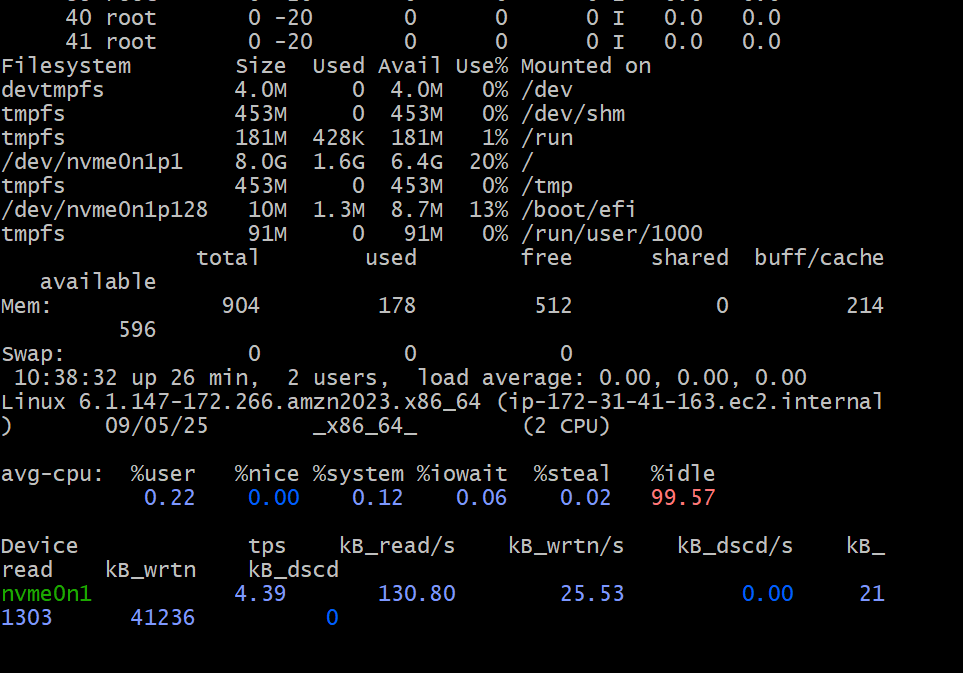 40 root 0 -20 0 0 0 I 0.0 0.0
41 root 0 -20 0 0 0 I 0.0 0.0
Filesystem Size Used Avail Use% Mounted on
devtmpfs 4.0M 0 4.0M 0% /dev
tmpfs 453M 0 453M 0% /dev/shm
tmpfs 181M 428K 181M 1% /run
/dev/nvme0n1p1 8.0G 1.6G 6.4G 20% /
tmpfs 453M 0 453M 0% /tmp
/dev/nvme0n1p128 10M 1.3M 8.7M 13% /boot/efi
tmpfs 91M 0 91M 0% /run/user/1000
total used free shared buff/cache
available
Mem: 904 178 512 0 214
596
Swap: 0 0 0
10:38:32 up 26 min, 2 users, load average: 0.00, 0.00, 0.00
Linux 6.1.147-172.266.amzn2023.x86_64 (ip-172-31-41-163.ec2.internal
) 09/05/25 _x86_64_ (2 CPU)
avg-cpu: %user %nice %system %iowait %steal %idle
0.22 0.00 0.12 0.06 0.02 99.57
Device tps kB_read/s kB_wrtn/s kB_dscd/s kB_
read kB_wrtn kB_dscd
nvme0n1 4.39 130.80 25.53 0.00 21
1303 41236 0